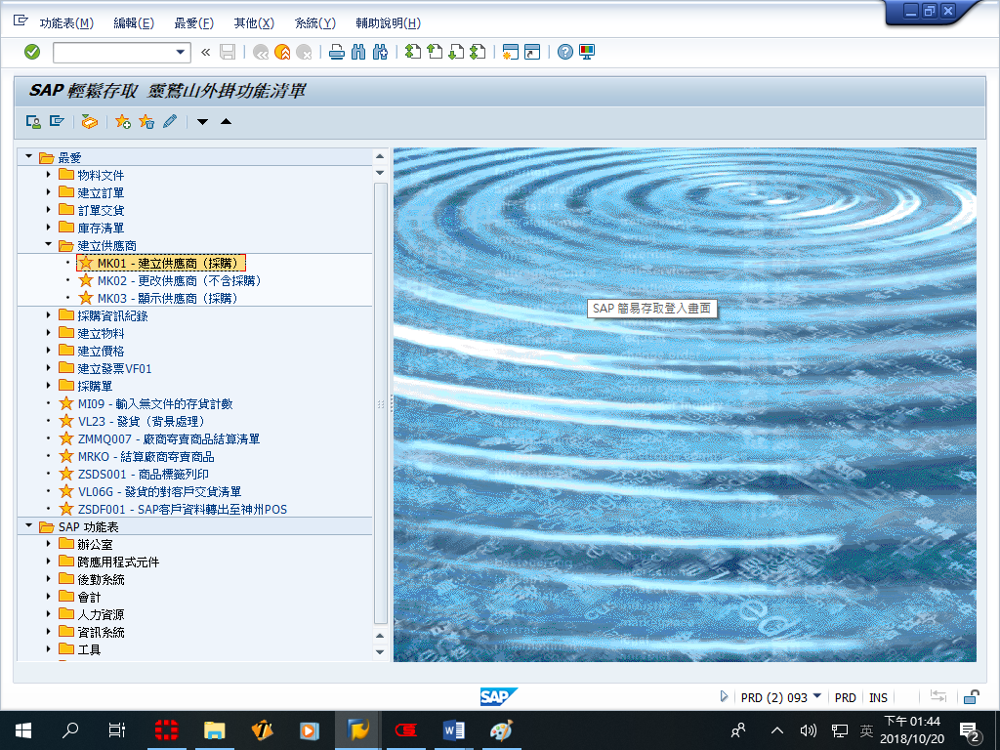 功能表(M) 編輯(E) 最愛(F) 其他(X) 系統(Y) 輔助說明(H)
SAP 輕鬆存取 靈鷲山外掛功能清單
最愛
物料文件
建立訂單
訂單交貨
庫存清單
建立供應商
MK01 - 建立供應商（採購）
MK02 - 更改供應商（不含採購）
MK03 - 顯示供應商（採購）
採購資訊紀錄
建立物料
建立價格
建立發票VF01
採購單
MI09 - 輸入無文件的存貨計數
VL23 - 發貨（背景處理）
ZMMQ007 - 廠商寄賣商品結算清單
MRKO - 結算廠商寄賣商品
ZSDS001 - 商品標籤列印
VL06G - 發貨的對客戶交貨清單
ZSDF001 - SAP客戶資料轉出至神州POS
SAP 功能表
辦公室
跨應用程式元件
後勤系統
會計
人力資源
資訊系統
工具
SAP 簡易存取登入畫面
SAP
PRD (2) 093 PRD INS
英
下午 01:44
2018/10/20
2